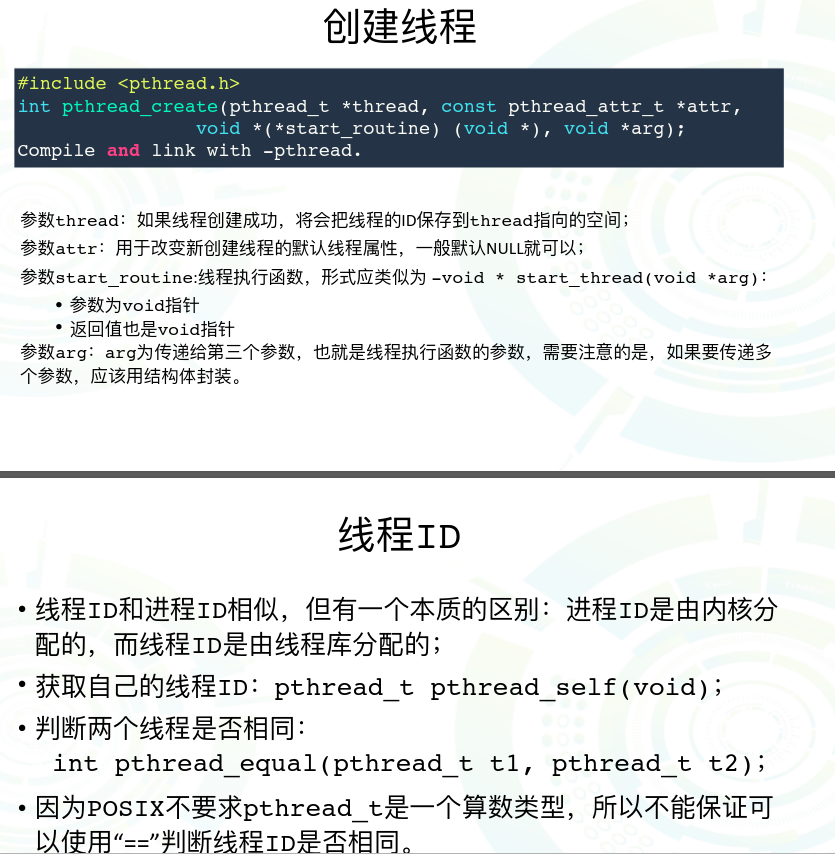 创建线程
#include <pthread.h>
int pthread_create(pthread_t *thread, const pthread_attr_t *attr,
void *(*start_routine) (void *), void *arg);
Compile and link with -pthread.
参数thread：如果线程创建成功，将会把线程的ID保存到thread指向的空间；
参数attr：用于改变新创建线程的默认线程属性，一般默认NULL就可以；
参数start_routine:线程执行函数，形式应类似为 –void * start_thread(void *arg)：
• 参数为void指针
• 返回值也是void指针
参数arg：arg为传递给第三个参数，也就是线程执行函数的参数，需要注意的是，如果要传递多
个参数，应该用结构体封装。
线程ID
• 线程ID和进程ID相似，但有一个本质的区别：进程ID是由内核分
配的，而线程ID是由线程库分配的；
• 获取自己的线程ID：pthread_t pthread_self(void)；
• 判断两个线程是否相同：
int pthread_equal(pthread_t t1, pthread_t t2)；
• 因为POSIX不要求pthread_t是一个算数类型，所以不能保证可
以使用“==”判断线程ID是否相同。